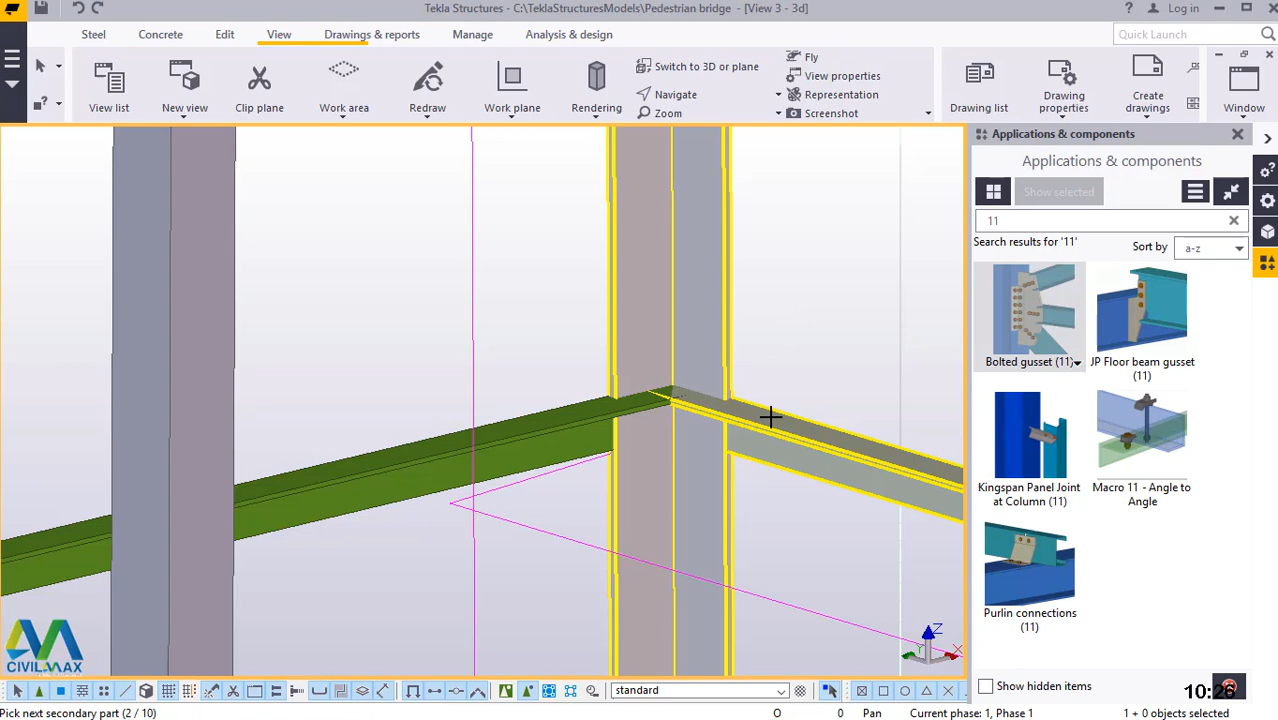 Tekla Structures - C:\TeklaStructuresModels\Pedestrian bridge - [View 3 - 3d]
Log in
Steel Concrete Edit View Drawings & reports Manage Analysis & design
Quick Launch
View list
New view
Clip plane
Work area
Redraw
Work plane
Rendering
Switch to 3D or plane
Navigate
Zoom
Fly
View properties
Representation
Screenshot
Drawing list
Drawing properties
Create drawings
Window
Applications & components
Applications & components
Show selected
11
Search results for '11'
Sort by
a-z
Bolted gusset (11)
JP Floor beam gusset
(11)
Kingspan Panel Joint
at Column (11)
Macro 11 - Angle to
Angle
Purlin connections
(11)
Show hidden items
10:26
Z
Y
X
CIVILMAX
standard
Pick next secondary part (2 / 10)
O
0
Pan
Current phase: 1, Phase 1
1 + 0 objects selected